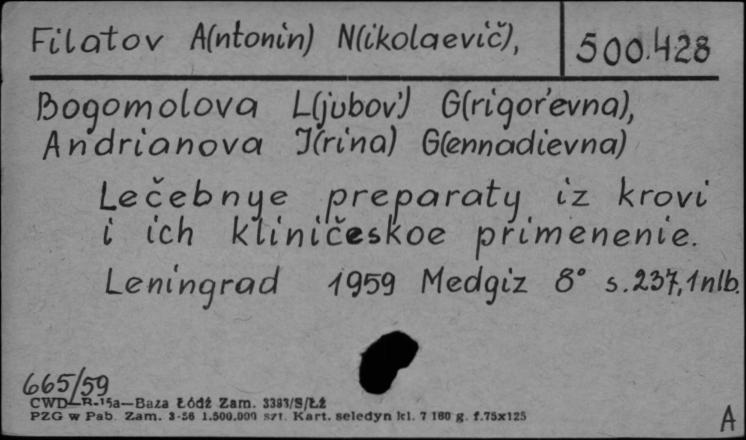 Filatov A(ntonin) N(ikolaevič), 500.428
Bogomolova L(jubov') G(rigor'evna),
Andrianova I(rina) G(ennadievna)
Lečebnye preparaty iz krovi
i ich kliničeskoe primenenie.
Leningrad 1959 Medgiz 8° s.237,1nlb.
665/59
CWD—B-15a—Baza Łódź Zam. 3383/S/Łż
PZG w Pab. Zam. 3-56 1.500.000 szt. Kart. seledyn kl. 7 180 g. f.75x125
A